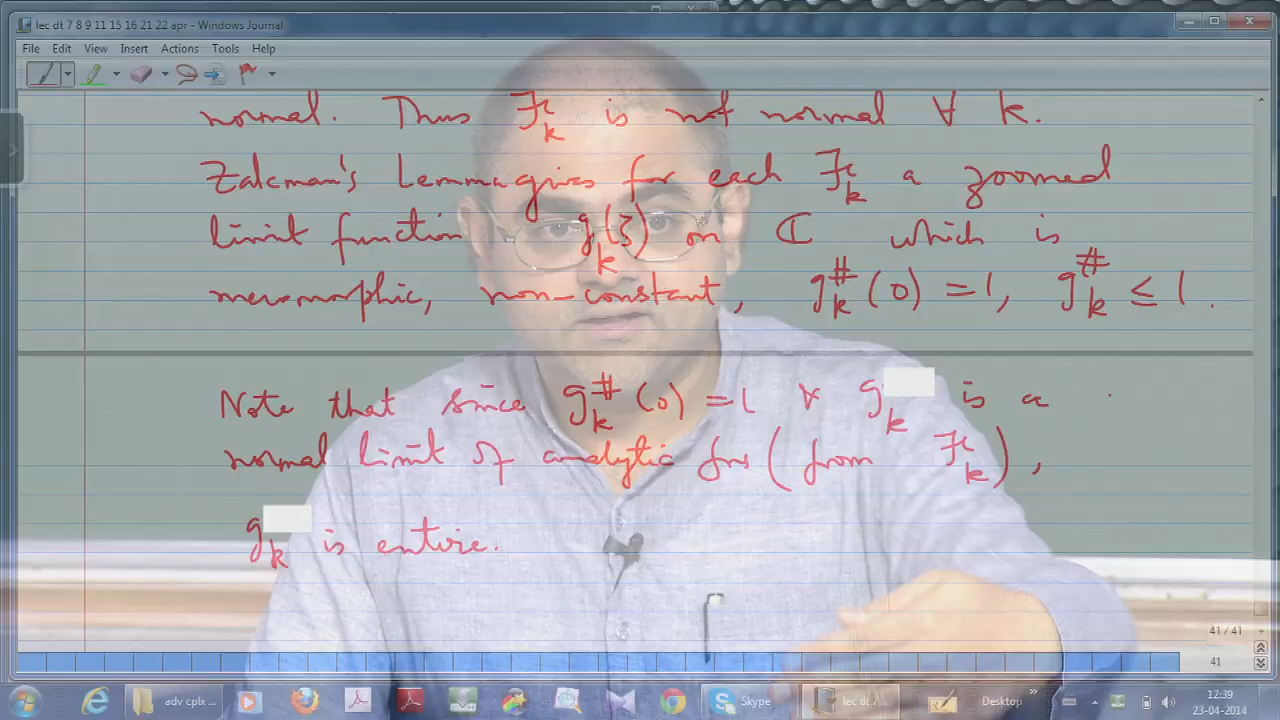 lec dt 7 8 9 11 15 16 21 22 apr - Windows Journal
File Edit View Insert Actions Tools Help
normal. Thus ℱ_k is not normal ∀ k.
Zalcman's Lemma gives for each ℱ_k a zoomed
limit function g_k(ξ) on ℂ which is
meromorphic, non-constant, g_k^#(0) = 1, g_k^# ≤ 1.
Note that since g_k^#(0) = 1 ∀ g_k is a
normal limit of analytic fns (from ℱ_k),
g_k is entire.
41 / 41
41
adv cplx ...
Skype
lec dt 7...
Desktop
12:39
23-04-2014